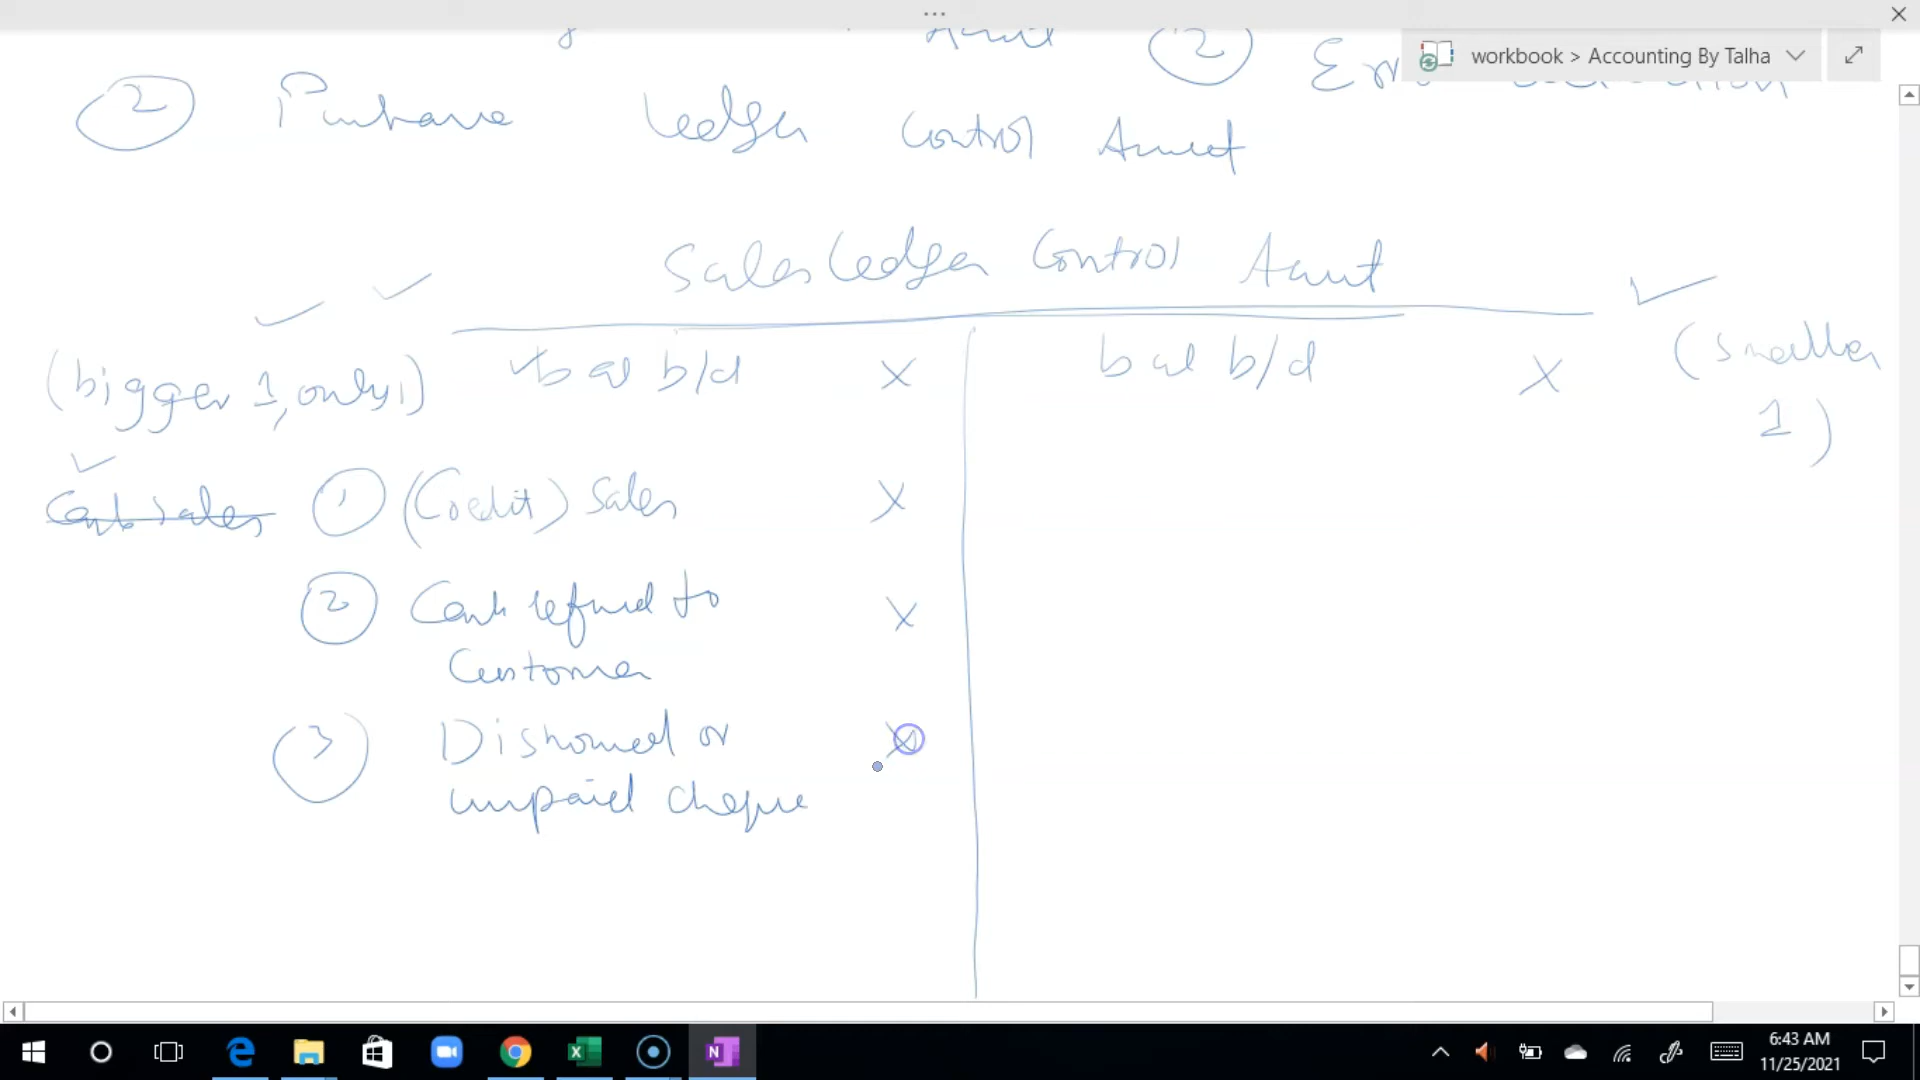 ...
workbook > Accounting By Talha
2
2 Purchase Ledger Control Account
Sales Ledger Control Account
(bigger 1, only 1) bal b/d X bal b/d X (smaller
1)
Cash sales 1 (Credit) Sales X
2 Cash refund to X
Customer
3 Dishonoured or X
unpaid cheque
N
6:43 AM
11/25/2021